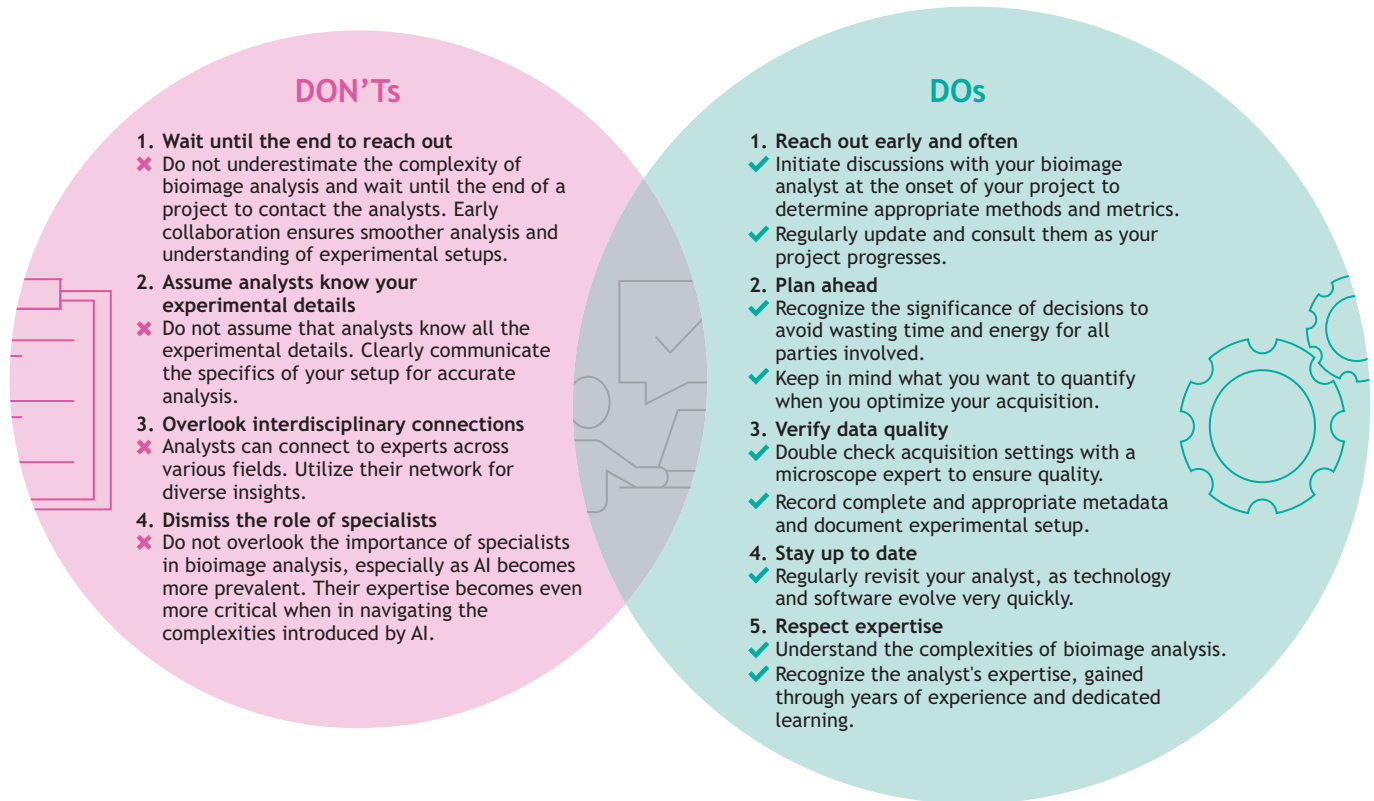 DON'Ts
1. Wait until the end to reach out
✖ Do not underestimate the complexity of
bioimage analysis and wait until the end of a
project to contact the analysts. Early
collaboration ensures smoother analysis and
understanding of experimental setups.
2. Assume analysts know your
experimental details
✖ Do not assume that analysts know all the
experimental details. Clearly communicate
the specifics of your setup for accurate
analysis.
3. Overlook interdisciplinary connections
✖ Analysts can connect to experts across
various fields. Utilize their network for
diverse insights.
4. Dismiss the role of specialists
✖ Do not overlook the importance of specialists
in bioimage analysis, especially as AI becomes
more prevalent. Their expertise becomes even
more critical when in navigating the
complexities introduced by AI.
DOs
1. Reach out early and often
✔ Initiate discussions with your bioimage
analyst at the onset of your project to
determine appropriate methods and metrics.
✔ Regularly update and consult them as your
project progresses.
2. Plan ahead
✔ Recognize the significance of decisions to
avoid wasting time and energy for all
parties involved.
✔ Keep in mind what you want to quantify
when you optimize your acquisition.
3. Verify data quality
✔ Double check acquisition settings with a
microscope expert to ensure quality.
✔ Record complete and appropriate metadata
and document experimental setup.
4. Stay up to date
✔ Regularly revisit your analyst, as technology
and software evolve very quickly.
5. Respect expertise
✔ Understand the complexities of bioimage analysis.
✔ Recognize the analyst's expertise, gained
through years of experience and dedicated
learning.